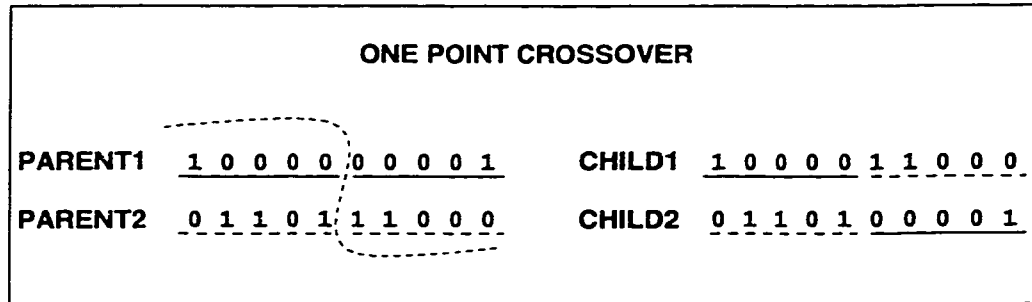 ONE POINT CROSSOVER
PARENT1 1 0 0 0 0 0 0 0 0 1 CHILD1 1 0 0 0 0 1 1 0 0 0
PARENT2 0 1 1 0 1 1 1 0 0 0 CHILD2 0 1 1 0 1 0 0 0 0 1